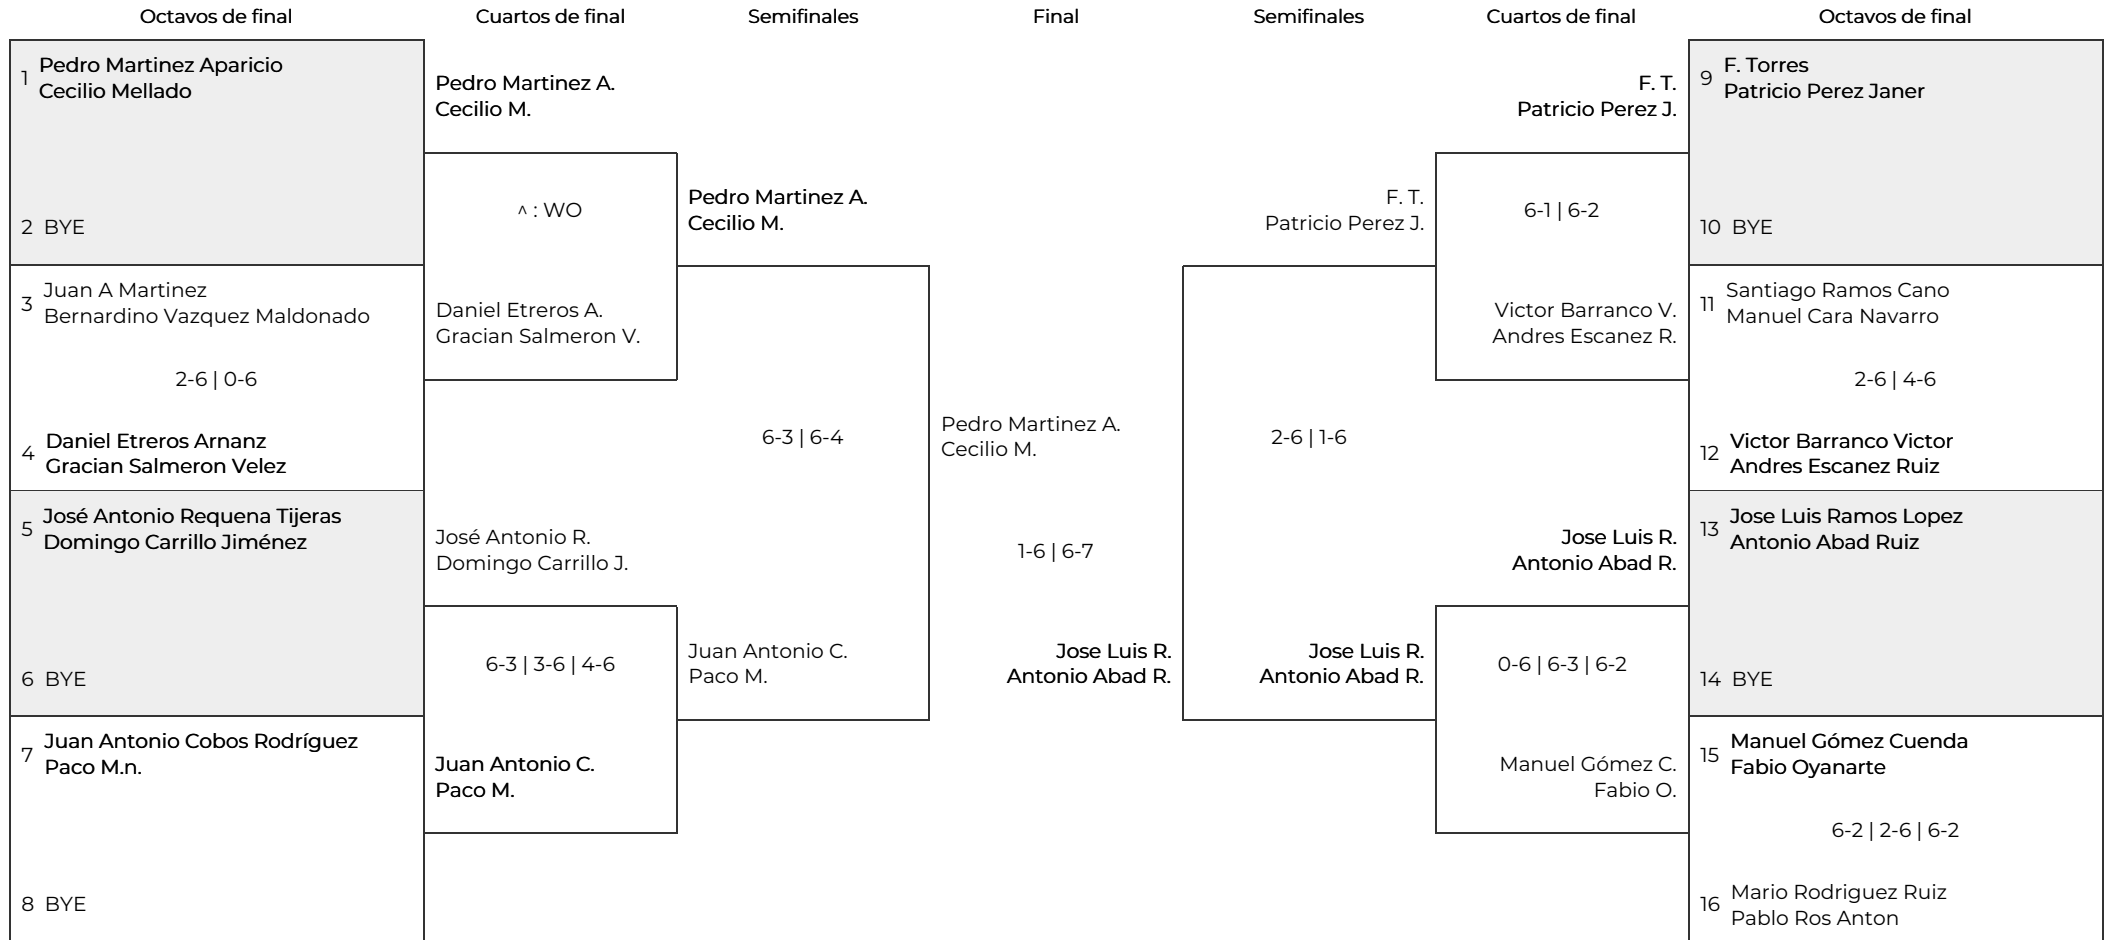 Octavos de final
Cuartos de final
Semifinales
Final
Semifinales
Cuartos de final
Octavos de final
1 Pedro Martinez Aparicio
Cecilio Mellado
2 BYE
3 Juan A Martinez
Bernardino Vazquez Maldonado
2-6 | 0-6
4 Daniel Etreros Arnanz
Gracian Salmeron Velez
5 José Antonio Requena Tijeras
Domingo Carrillo Jiménez
6 BYE
7 Juan Antonio Cobos Rodríguez
Paco M.n.
8 BYE
Pedro Martinez A.
Cecilio M.
^ : WO
Daniel Etreros A.
Gracian Salmeron V.
José Antonio R.
Domingo Carrillo J.
6-3 | 3-6 | 4-6
Juan Antonio C.
Paco M.
Pedro Martinez A.
Cecilio M.
6-3 | 6-4
Juan Antonio C.
Paco M.
Pedro Martinez A.
Cecilio M.
1-6 | 6-7
Jose Luis R.
Antonio Abad R.
F. T.
Patricio Perez J.
2-6 | 1-6
Jose Luis R.
Antonio Abad R.
F. T.
Patricio Perez J.
6-1 | 6-2
Victor Barranco V.
Andres Escanez R.
Jose Luis R.
Antonio Abad R.
0-6 | 6-3 | 6-2
Manuel Gómez C.
Fabio O.
9 F. Torres
Patricio Perez Janer
10 BYE
11 Santiago Ramos Cano
Manuel Cara Navarro
2-6 | 4-6
12 Victor Barranco Victor
Andres Escanez Ruiz
13 Jose Luis Ramos Lopez
Antonio Abad Ruiz
14 BYE
15 Manuel Gómez Cuenda
Fabio Oyanarte
6-2 | 2-6 | 6-2
16 Mario Rodriguez Ruiz
Pablo Ros Anton